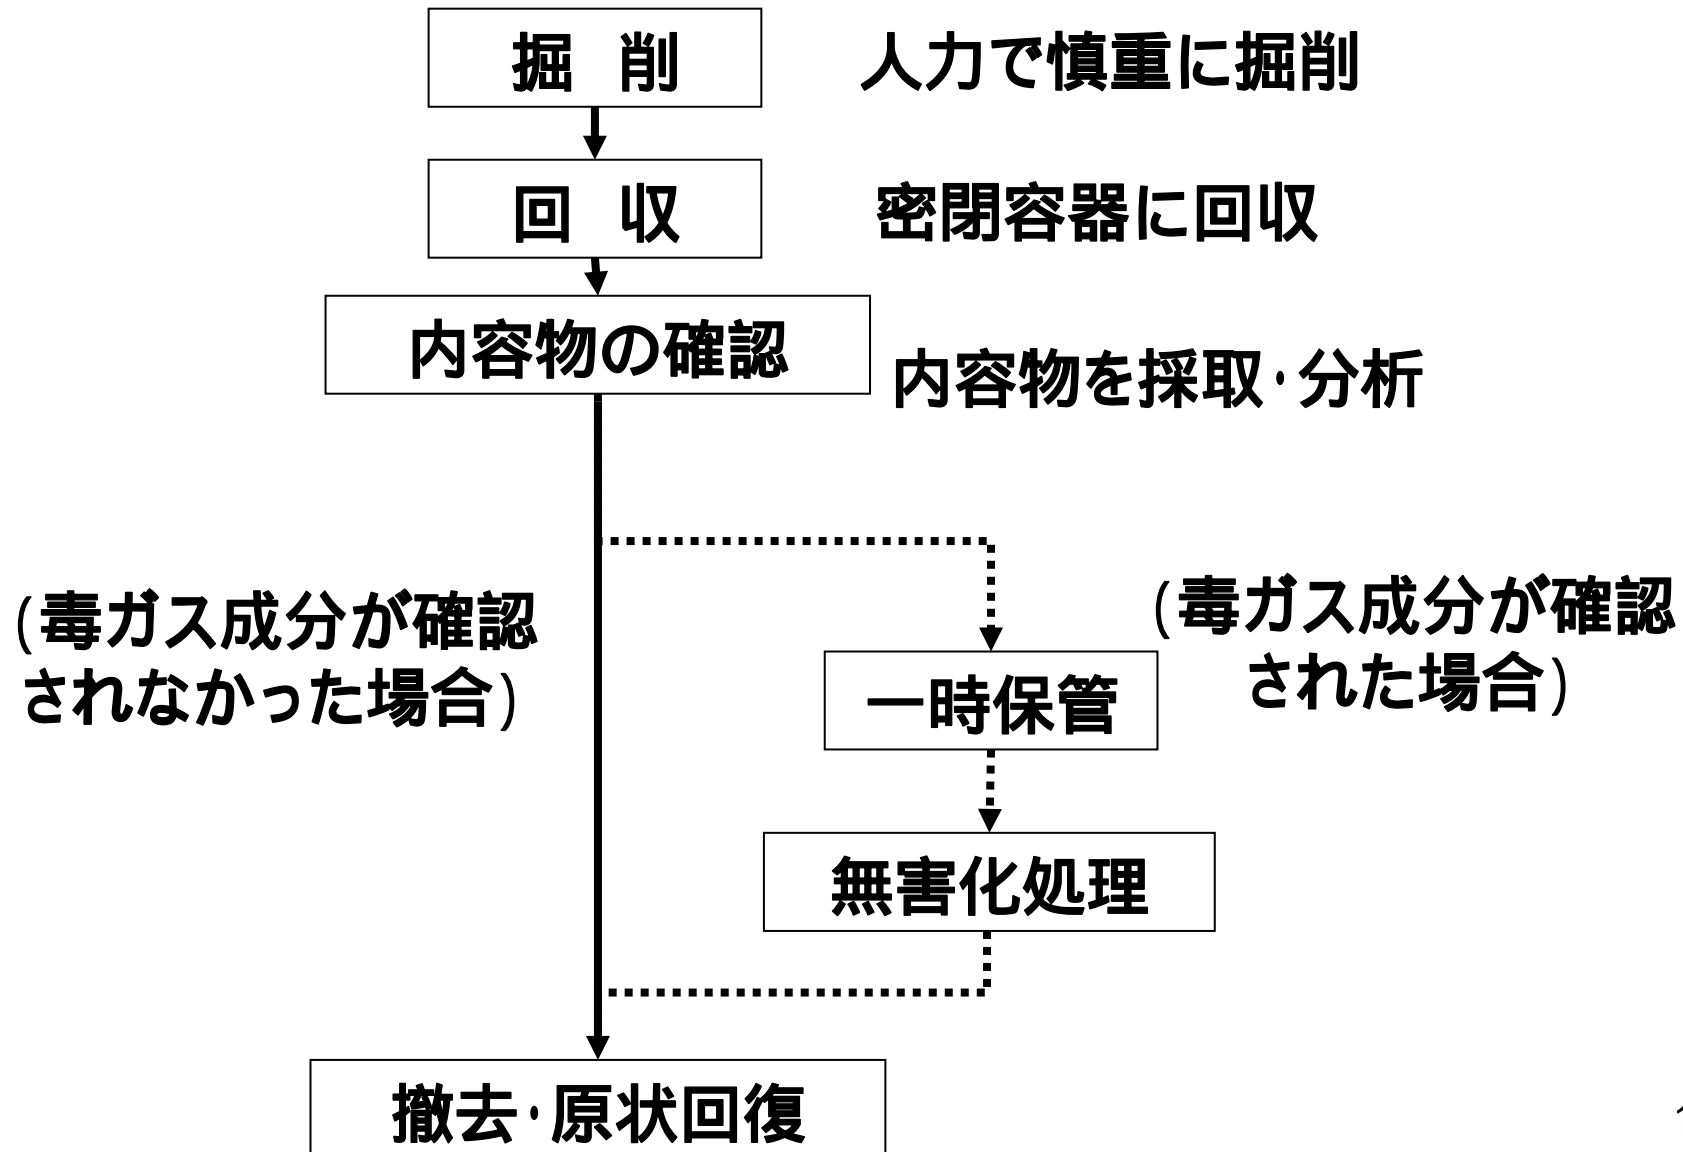 掘 削
人力で慎重に掘削
回 収
密閉容器に回収
内容物の確認
内容物を採取・分析
(毒ガス成分が確認
されなかった場合)
(毒ガス成分が確認
された場合)
一時保管
無害化処理
撤去・原状回復